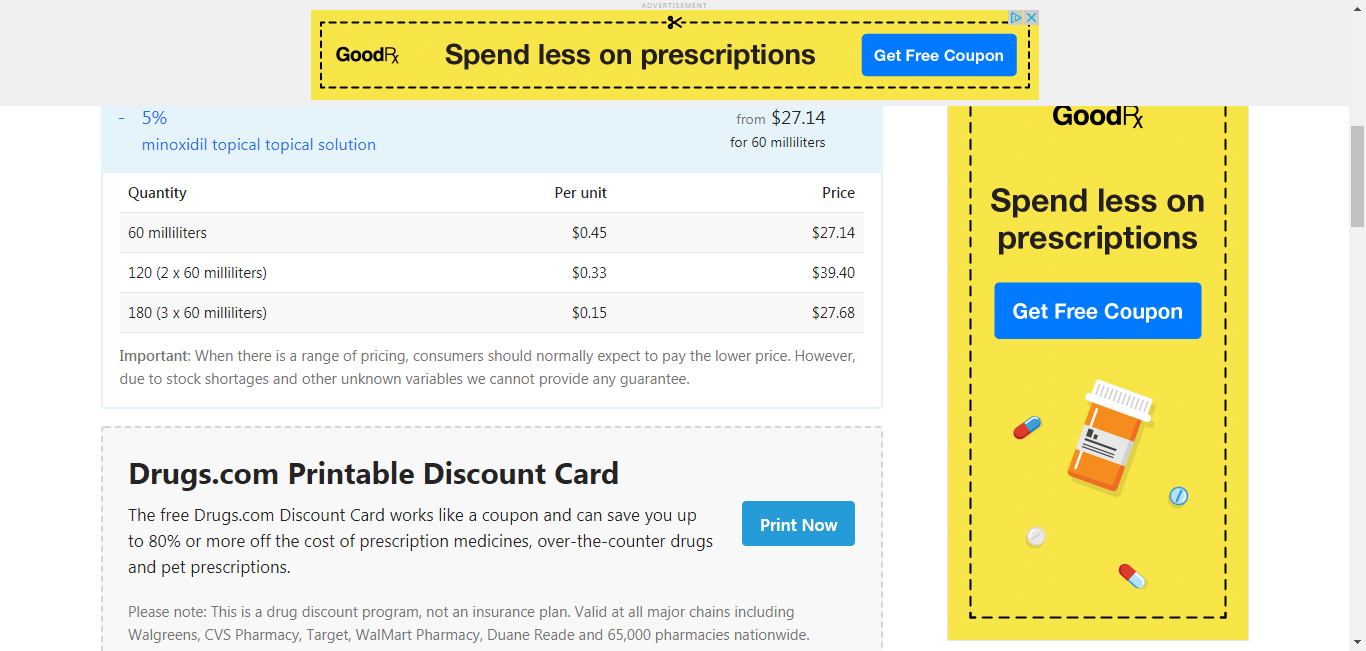 ADVERTISEMENT
GoodRx
Spend less on prescriptions
Get Free Coupon
- 5%
from $27.14
minoxidil topical topical solution
for 60 milliliters
Quantity Per unit Price
60 milliliters $0.45 $27.14
120 (2 x 60 milliliters) $0.33 $39.40
180 (3 x 60 milliliters) $0.15 $27.68
Important: When there is a range of pricing, consumers should normally expect to pay the lower price. However,
due to stock shortages and other unknown variables we cannot provide any guarantee.
Drugs.com Printable Discount Card
The free Drugs.com Discount Card works like a coupon and can save you up
to 80% or more off the cost of prescription medicines, over-the-counter drugs
and pet prescriptions.
Print Now
Please note: This is a drug discount program, not an insurance plan. Valid at all major chains including
Walgreens, CVS Pharmacy, Target, WalMart Pharmacy, Duane Reade and 65,000 pharmacies nationwide.
GoodRx
Spend less on
prescriptions
Get Free Coupon